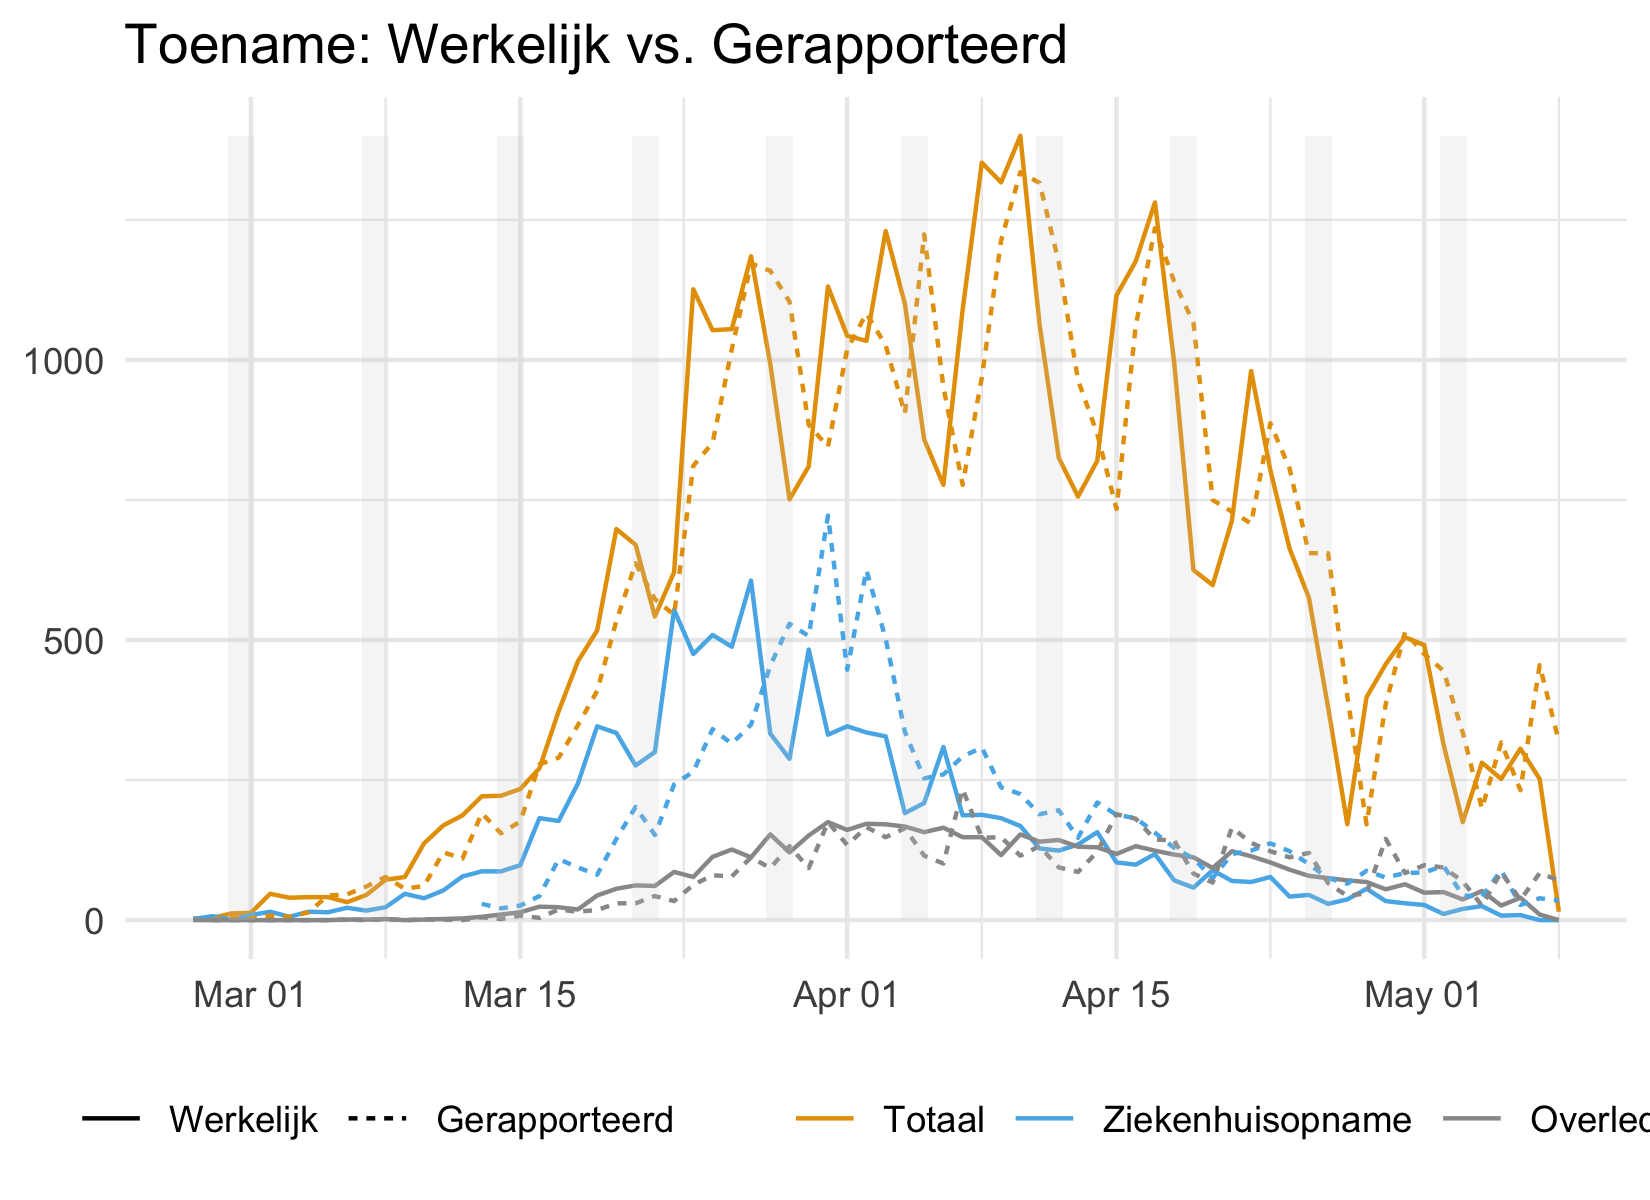 Toename: Werkelijk vs. Gerapporteerd
1000
500
0
Mar 01 Mar 15 Apr 01 Apr 15 May 01
Werkelijk Gerapporteerd Totaal Ziekenhuisopname Overled